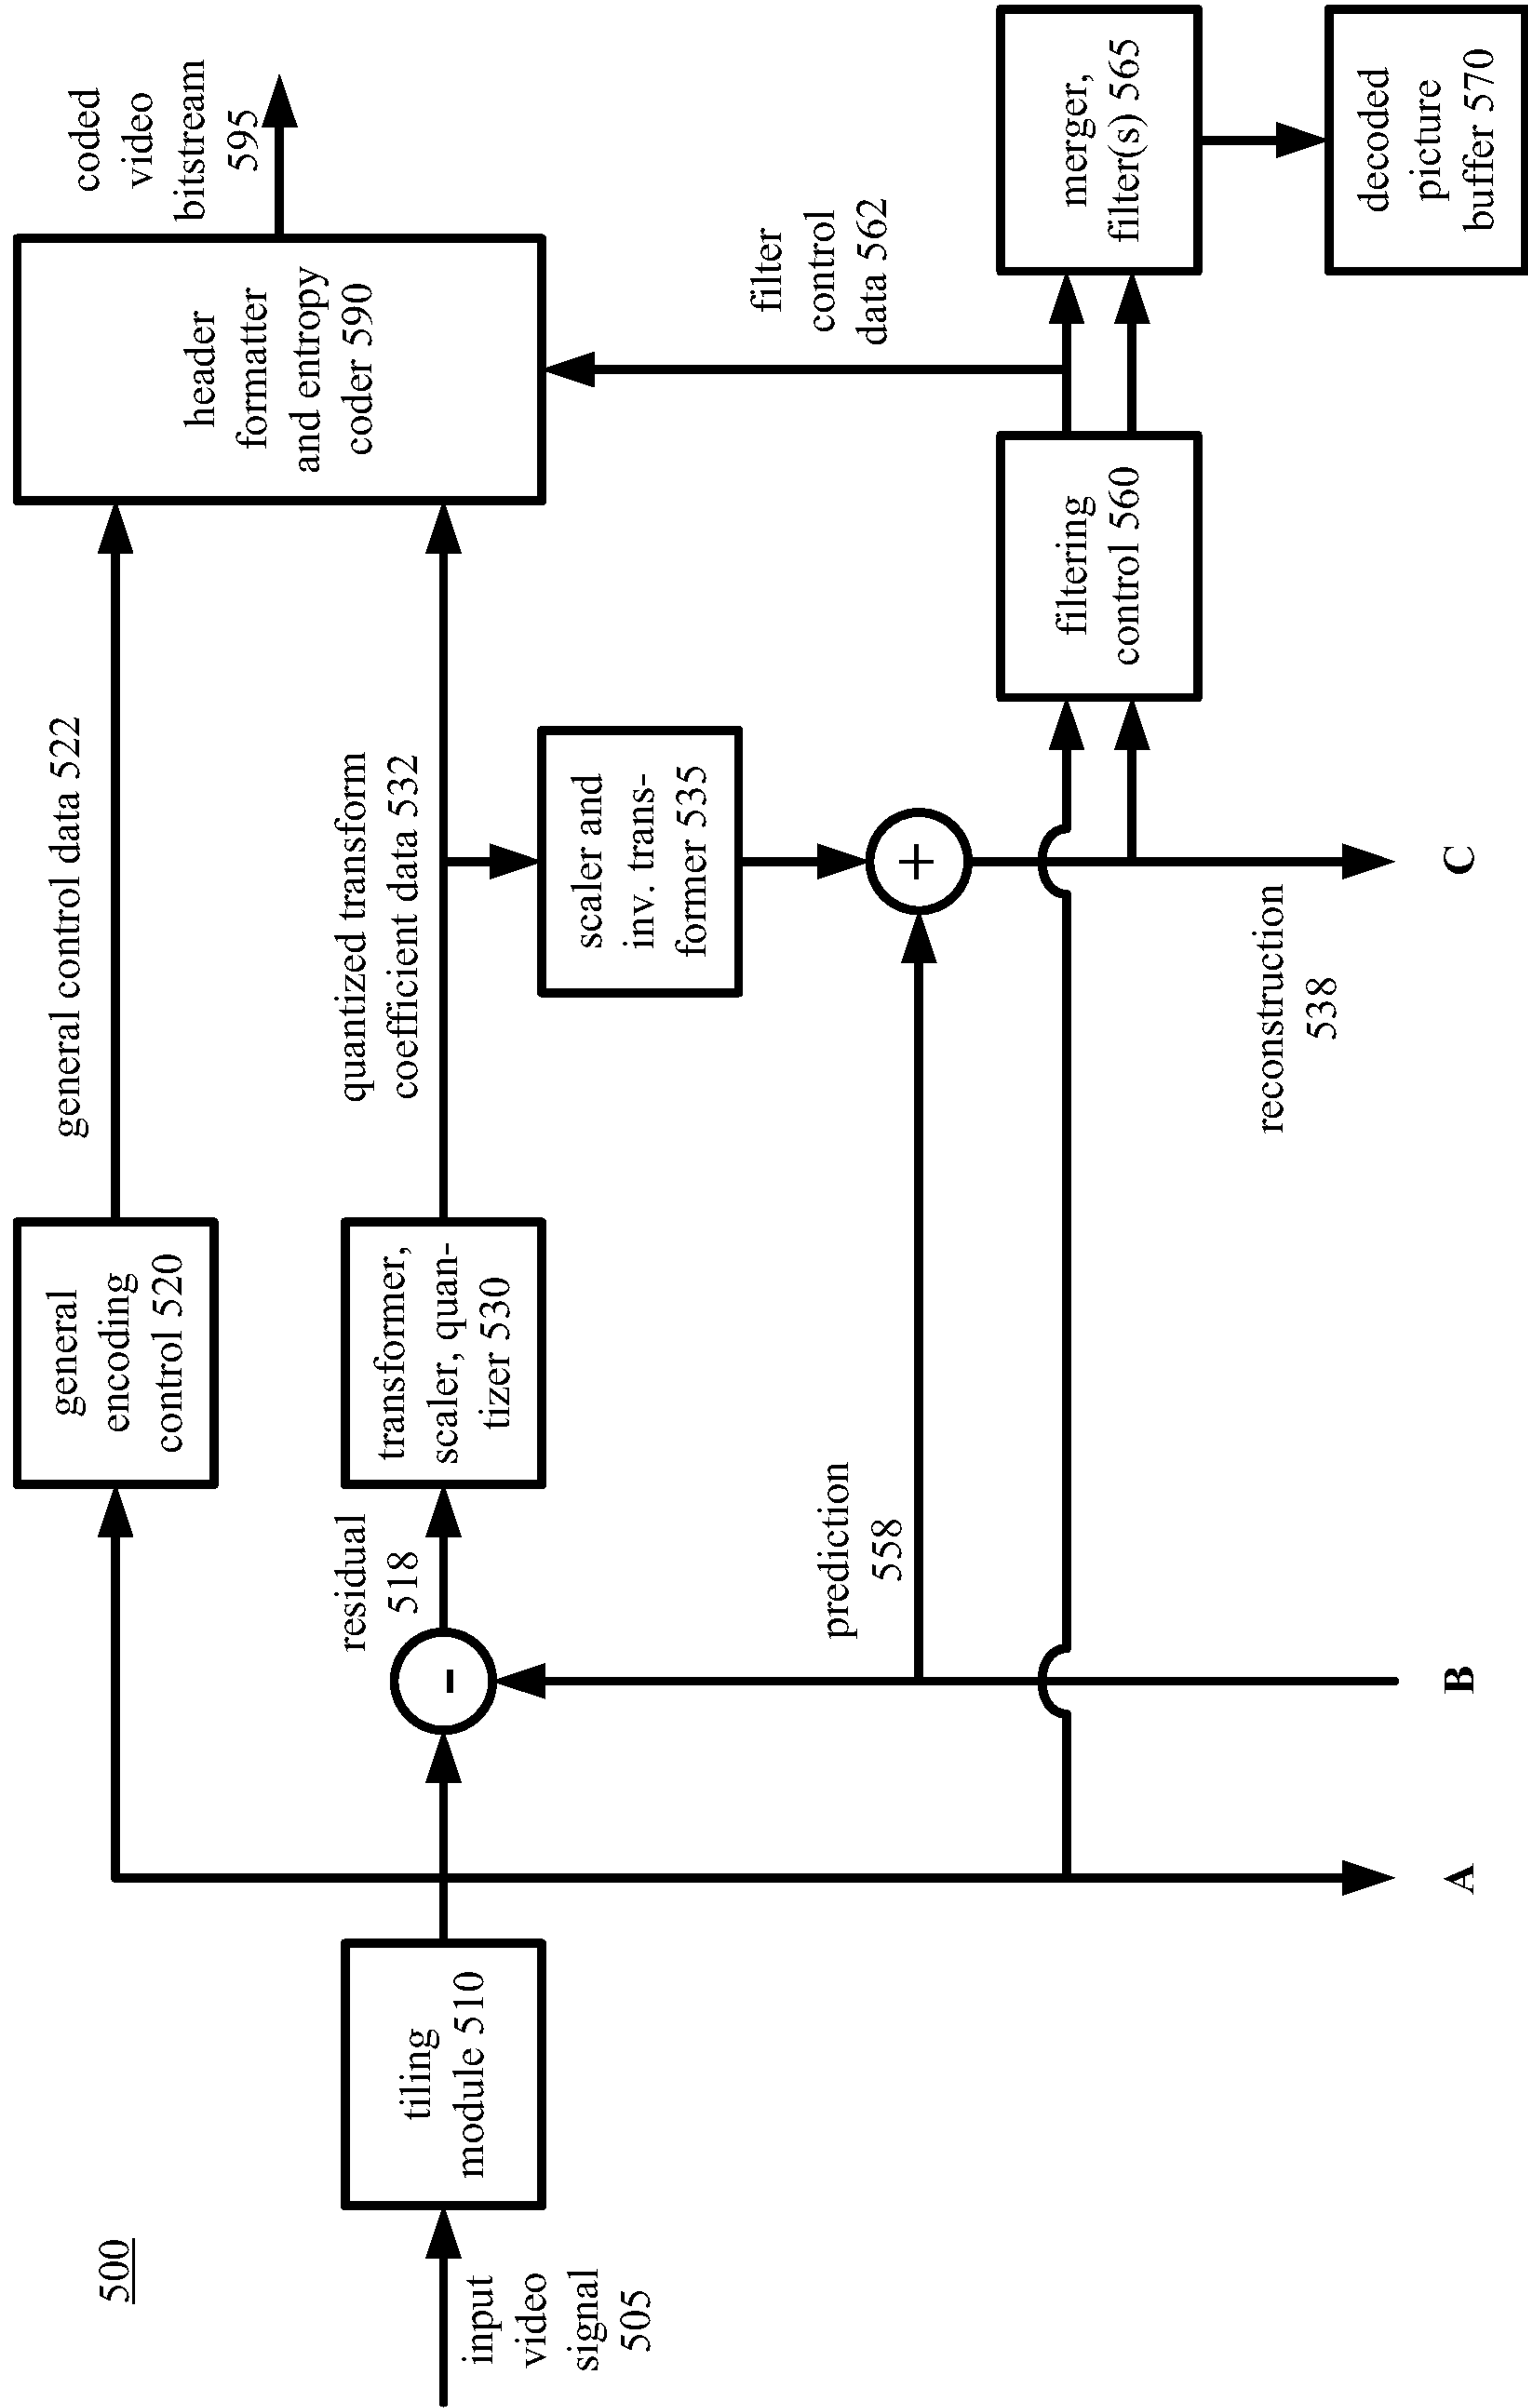 500
general control data 522
coded
video
bitstream
595
general
encoding
control 520
header
formatter
and entropy
coder 590
input
video
signal
505
tiling
module 510
residual
518
-
transformer,
scaler, quan-
tizer 530
quantized transform
coefficient data 532
scaler and
inv. trans-
former 535
filter
control
data 562
prediction
558
+
filtering
control 560
merger,
filter(s) 565
reconstruction
538
decoded
picture
buffer 570
A
B
C